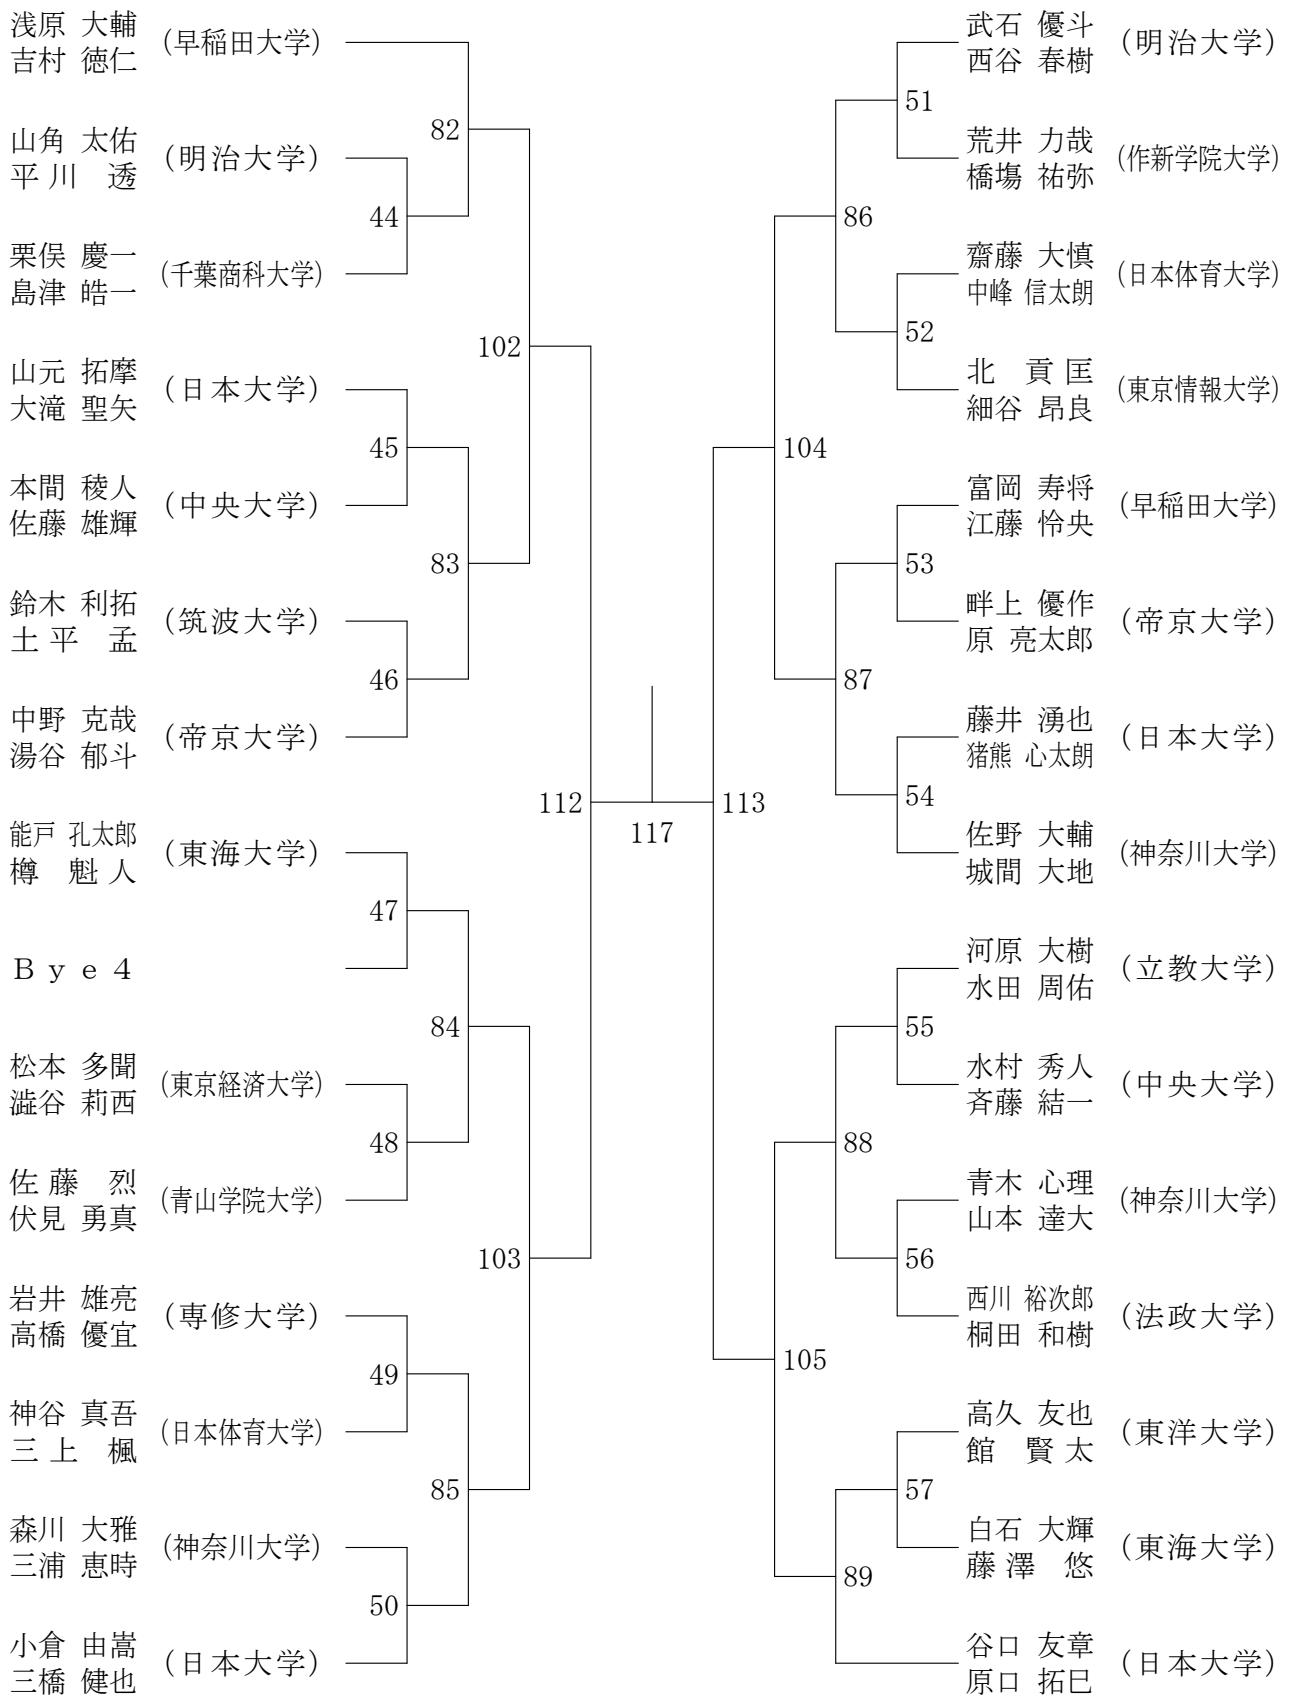 浅原 大輔
吉村 徳仁
(早稲田大学)
山角 太佑
平川 透
(明治大学)
栗俣 慶一
島津 皓一
(千葉商科大学)
山元 拓摩
大滝 聖矢
(日本大学)
本間 稜人
佐藤 雄輝
(中央大学)
鈴木 利拓
土平 孟
(筑波大学)
中野 克哉
湯谷 郁斗
(帝京大学)
能戸 孔太郎
樽 魁人
(東海大学)
Bye4
松本 多聞
澁谷 莉西
(東京経済大学)
佐藤 烈
伏見 勇真
(青山学院大学)
岩井 雄亮
高橋 優宜
(専修大学)
神谷 真吾
三上 楓
(日本体育大学)
森川 大雅
三浦 恵時
(神奈川大学)
小倉 由嵩
三橋 健也
(日本大学)
44
45
46
47
48
49
50
82
83
84
85
102
103
112
117
113
104
105
86
87
88
89
51
52
53
54
55
56
57
武石 優斗
西谷 春樹
(明治大学)
荒井 力哉
橋場 祐弥
(作新学院大学)
齋藤 大慎
中峰 信太朗
(日本体育大学)
北 貢匡
細谷 昂良
(東京情報大学)
富岡 寿将
江藤 怜央
(早稲田大学)
畔上 優作
原 亮太郎
(帝京大学)
藤井 湧也
猪熊 心太朗
(日本大学)
佐野 大輔
城間 大地
(神奈川大学)
河原 大樹
水田 周佑
(立教大学)
水村 秀人
斉藤 結一
(中央大学)
青木 心理
山本 達大
(神奈川大学)
西川 裕次郎
桐田 和樹
(法政大学)
高久 友也
館 賢太
(東洋大学)
白石 大輝
藤澤 悠
(東海大学)
谷口 友章
原口 拓巳
(日本大学)